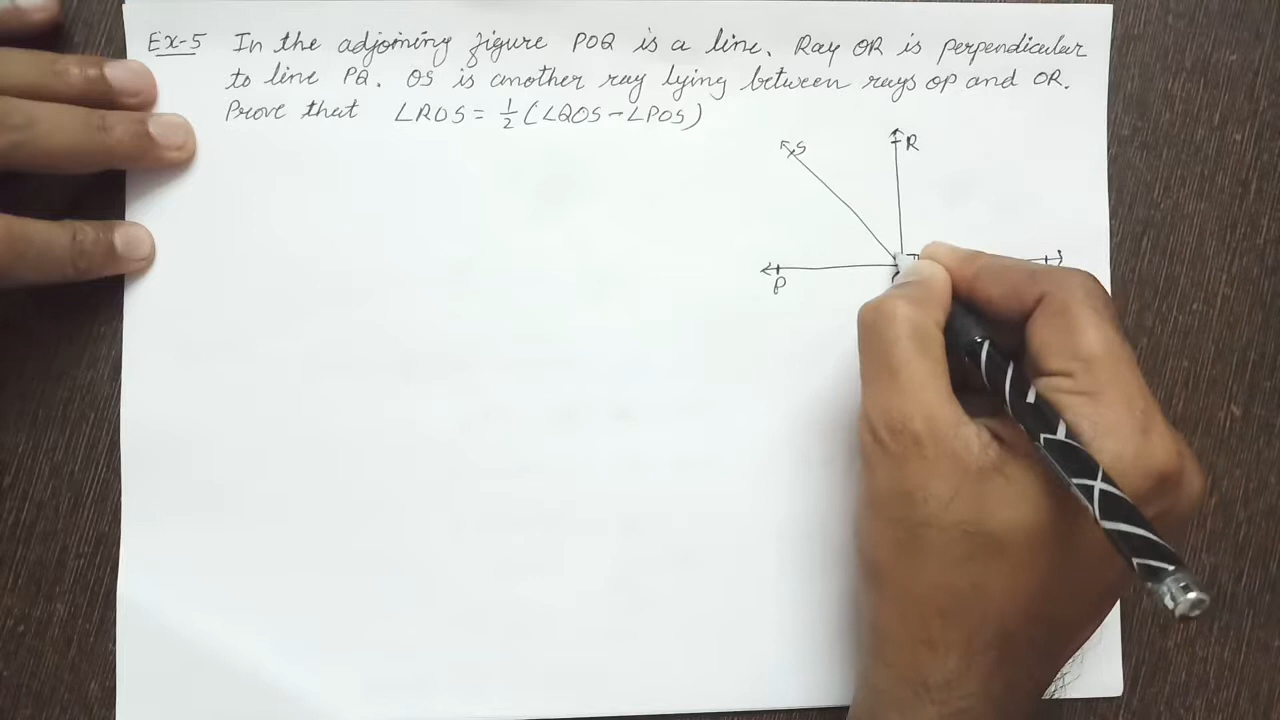 Ex-5 In the adjoining figure POQ is a line. Ray OR is perpendicular
to line PQ. OS is another ray lying between rays OP and OR.
Prove that ∠ROS = 1/2 (∠QOS - ∠POS)
S
R
P